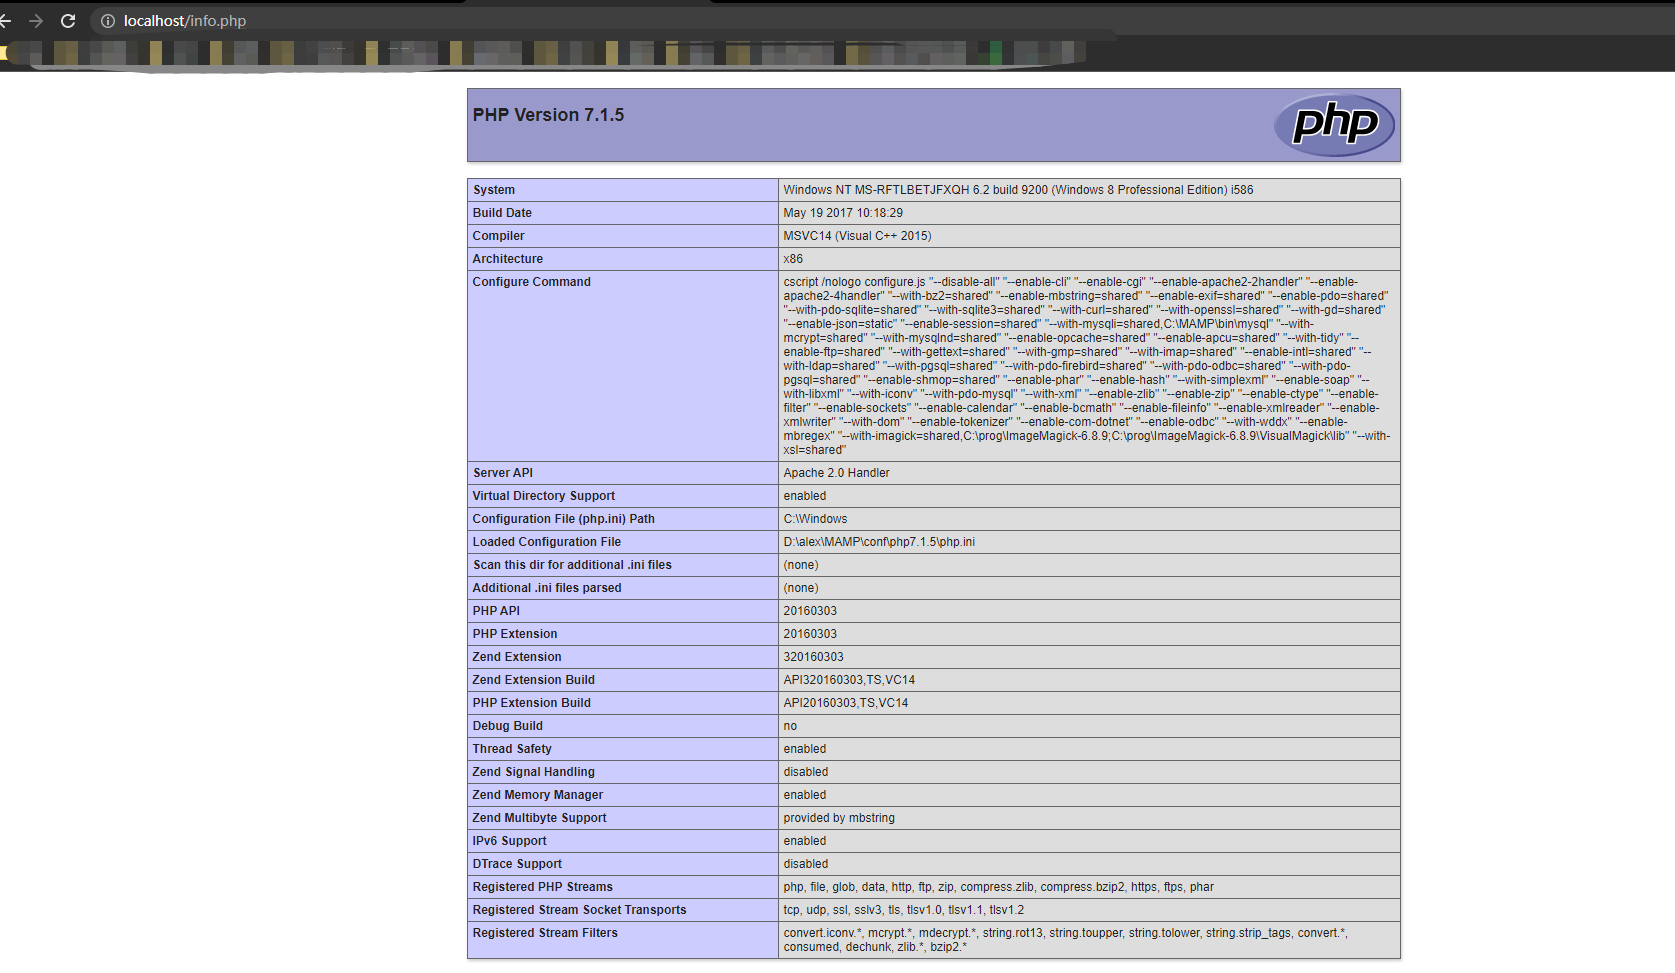 localhost/info.php
PHP Version 7.1.5
php
System Windows NT MS-RFTLBETJFXQH 6.2 build 9200 (Windows 8 Professional Edition) i586
Build Date May 19 2017 10:18:29
Compiler MSVC14 (Visual C++ 2015)
Architecture x86
Configure Command cscript /nologo configure.js "--disable-all" "--enable-cli" "--enable-cgi" "--enable-apache2-2handler" "--enable-
apache2-4handler" "--with-bz2=shared" "--enable-mbstring=shared" "--enable-exif=shared" "--enable-pdo=shared"
"--with-pdo-sqlite=shared" "--with-sqlite3=shared" "--with-curl=shared" "--with-openssl=shared" "--with-gd=shared"
"--enable-json=static" "--enable-session=shared" "--with-mysqli=shared,C:\MAMP\bin\mysql" "--with-
mcrypt=shared" "--with-mysqlnd=shared" "--enable-opcache=shared" "--enable-apcu=shared" "--with-tidy" "--
enable-ftp=shared" "--with-gettext=shared" "--with-gmp=shared" "--with-imap=shared" "--enable-intl=shared" "--
with-ldap=shared" "--with-pgsql=shared" "--with-pdo-firebird=shared" "--with-pdo-odbc=shared" "--with-pdo-
pgsql=shared" "--enable-shmop=shared" "--enable-phar" "--enable-hash" "--with-simplexml" "--enable-soap" "--
with-libxml" "--with-iconv" "--with-pdo-mysql" "--with-xml" "--enable-zlib" "--enable-zip" "--enable-ctype" "--enable-
filter" "--enable-sockets" "--enable-calendar" "--enable-bcmath" "--enable-fileinfo" "--enable-xmlreader" "--enable-
xmlwriter" "--with-dom" "--enable-tokenizer" "--enable-com-dotnet" "--enable-odbc" "--with-wddx" "--enable-
mbregex" "--with-imagick=shared,C:\prog\ImageMagick-6.8.9;C:\prog\ImageMagick-6.8.9\VisualMagick\lib" "--with-
xsl=shared"
Server API Apache 2.0 Handler
Virtual Directory Support enabled
Configuration File (php.ini) Path C:\Windows
Loaded Configuration File D:\alex\MAMP\conf\php7.1.5\php.ini
Scan this dir for additional .ini files (none)
Additional .ini files parsed (none)
PHP API 20160303
PHP Extension 20160303
Zend Extension 320160303
Zend Extension Build API320160303,TS,VC14
PHP Extension Build API20160303,TS,VC14
Debug Build no
Thread Safety enabled
Zend Signal Handling disabled
Zend Memory Manager enabled
Zend Multibyte Support provided by mbstring
IPv6 Support enabled
DTrace Support disabled
Registered PHP Streams php, file, glob, data, http, ftp, zip, compress.zlib, compress.bzip2, https, ftps, phar
Registered Stream Socket Transports tcp, udp, ssl, sslv3, tls, tlsv1.0, tlsv1.1, tlsv1.2
Registered Stream Filters convert.iconv.*, mcrypt.*, mdecrypt.*, string.rot13, string.toupper, string.tolower, string.strip_tags, convert.*,
consumed, dechunk, zlib.*, bzip2.*